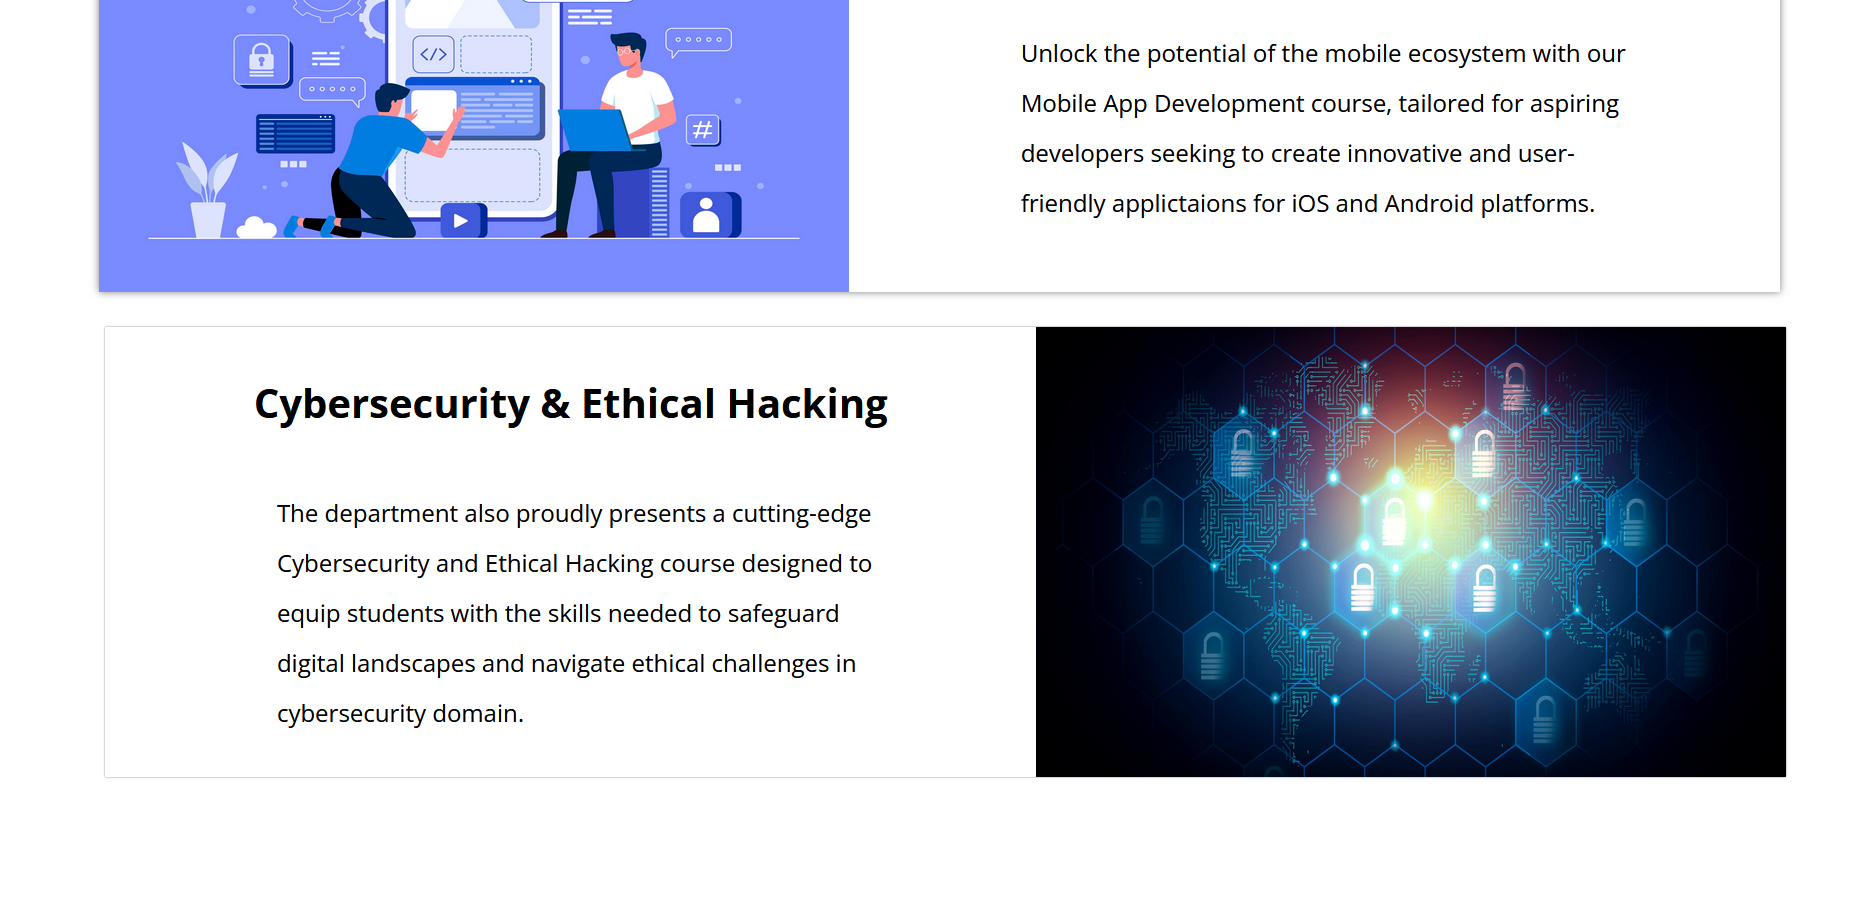 </>
#
Unlock the potential of the mobile ecosystem with our
Mobile App Development course, tailored for aspiring
developers seeking to create innovative and user-
friendly applictaions for iOS and Android platforms.
Cybersecurity & Ethical Hacking
The department also proudly presents a cutting-edge
Cybersecurity and Ethical Hacking course designed to
equip students with the skills needed to safeguard
digital landscapes and navigate ethical challenges in
cybersecurity domain.